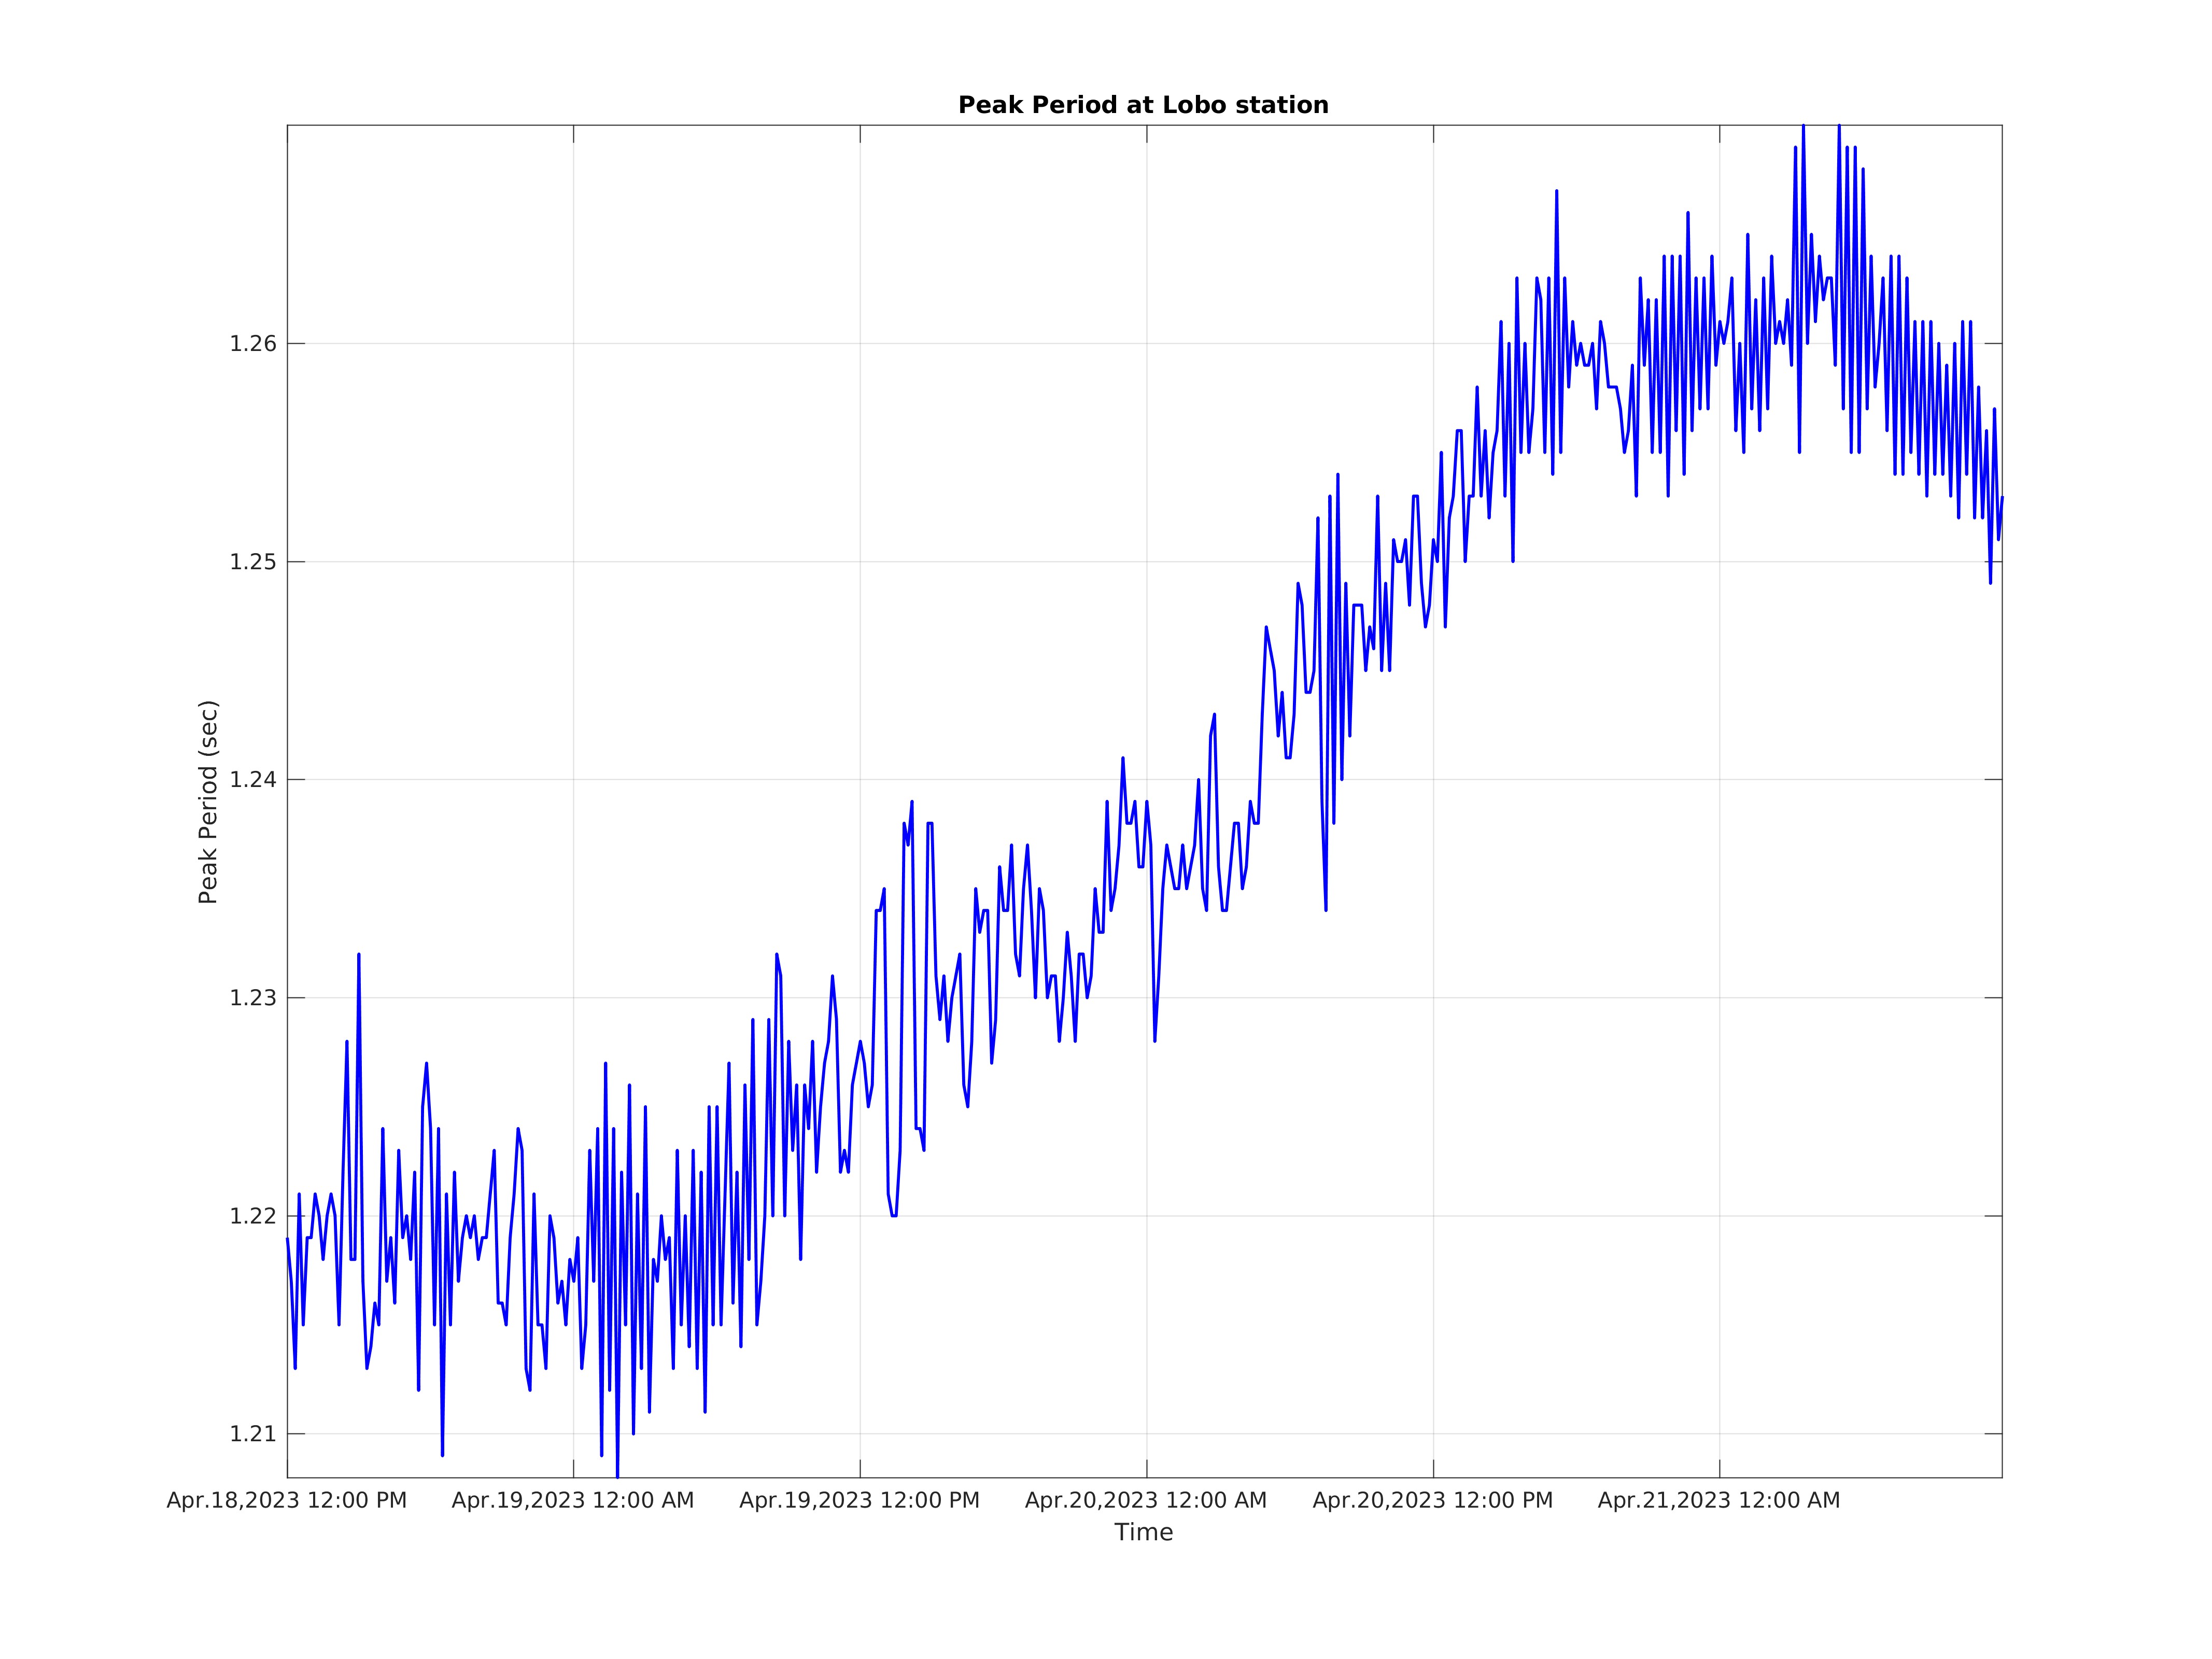 Peak Period at Lobo station
1.26
1.25
1.24
1.23
1.22
1.21
Peak Period (sec)
Apr.18,2023 12:00 PM Apr.19,2023 12:00 AM Apr.19,2023 12:00 PM Apr.20,2023 12:00 AM Apr.20,2023 12:00 PM Apr.21,2023 12:00 AM
Time